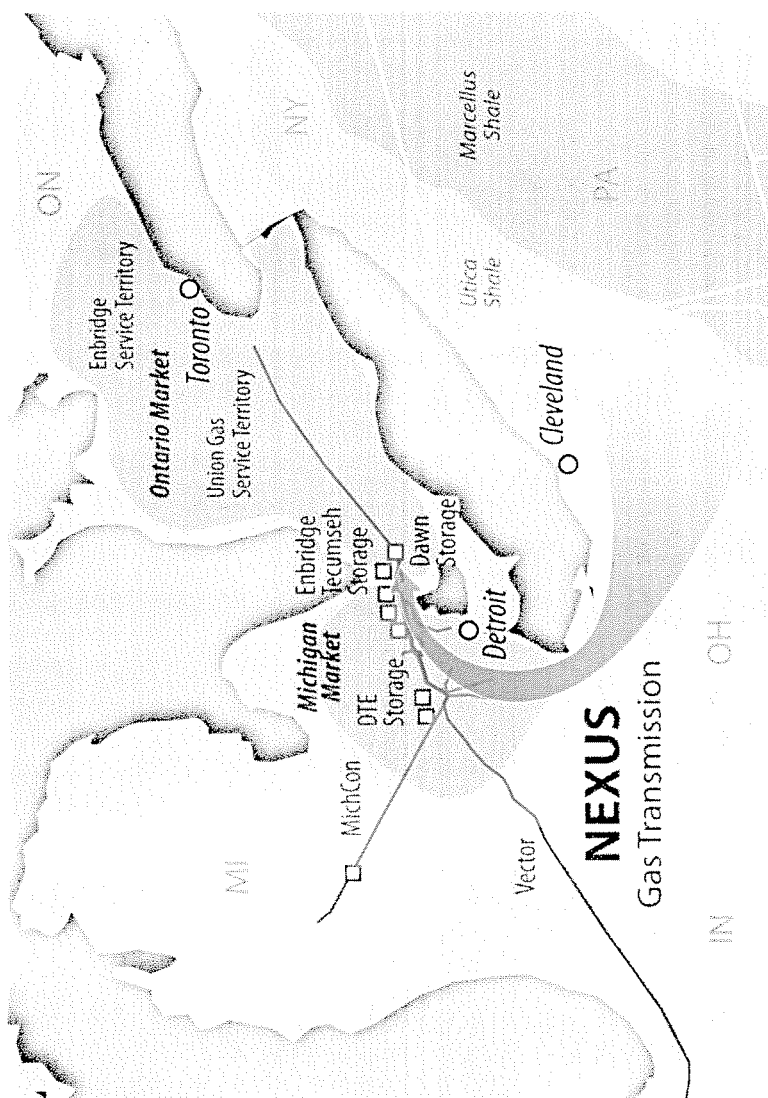 ON
Enbridge
Service Territory
Ontario Market
Toronto
Union Gas
Service Territory
NY
Marcellus
Shale
PA
Utica
Shale
Cleveland
Enbridge
Tecumseh
Storage
Dawn
Storage
Michigan
Market
DTE
Storage
Detroit
OH
MichCon
MI
Vector
NEXUS
Gas Transmission
IN